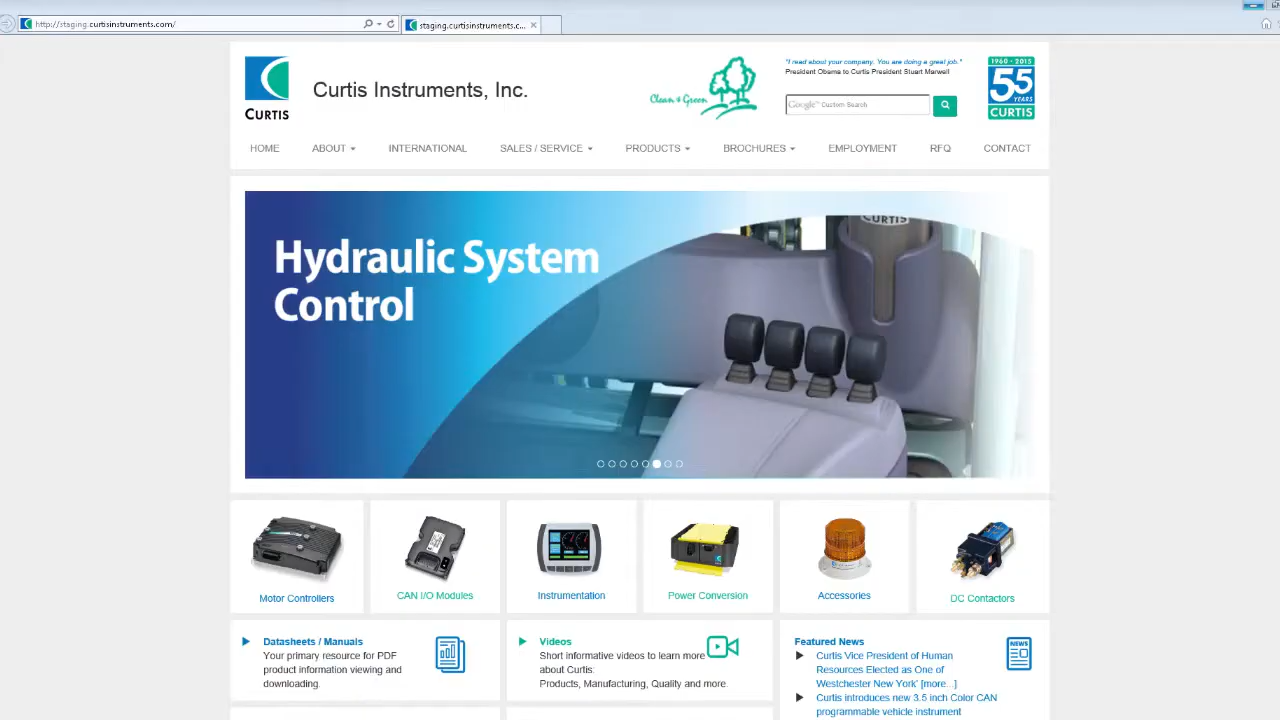 http://staging.curtisinstruments.com/
staging.curtisinstruments.c...
CURTIS
Curtis Instruments, Inc.
Clean + Green
"I read about your company. You are doing a great job."
President Obama to Curtis President Stuart Marwell
Google™ Custom Search
1960 - 2015
55
YEARS
CURTIS
HOME
ABOUT
INTERNATIONAL
SALES / SERVICE
PRODUCTS
BROCHURES
EMPLOYMENT
RFQ
CONTACT
CURTIS
Hydraulic System
Control
Motor Controllers
CAN I/O Modules
Instrumentation
Power Conversion
Accessories
DC Contactors
Datasheets / Manuals
Your primary resource for PDF
product information viewing and
downloading.
Videos
Short informative videos to learn more
about Curtis:
Products, Manufacturing, Quality and more.
Featured News
NEWS
Curtis Vice President of Human
Resources Elected as One of
Westchester New York' [more...]
Curtis introduces new 3.5 inch Color CAN
programmable vehicle instrument